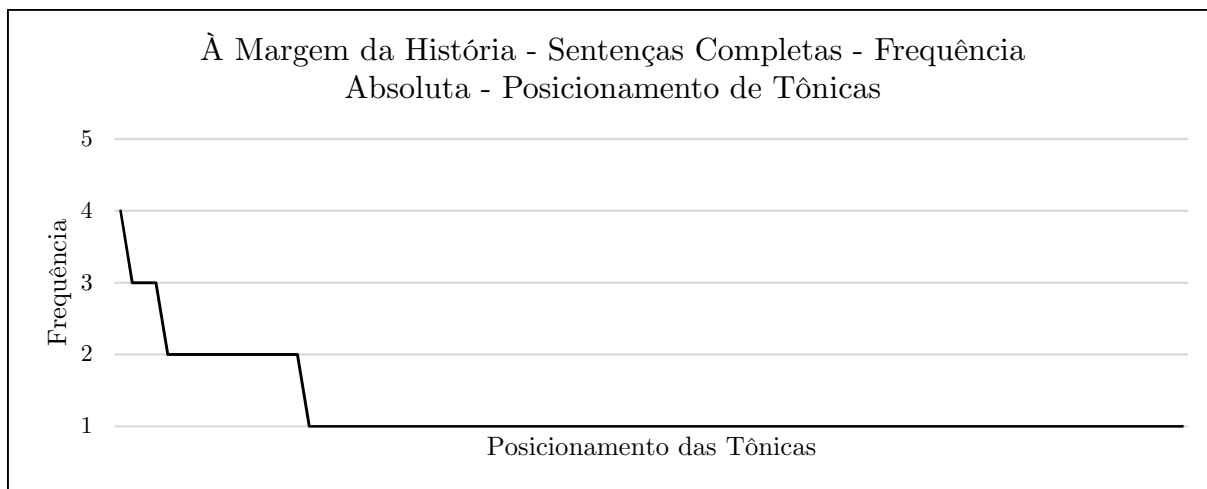 À Margem da História - Sentenças Completas - Frequência
Absoluta - Posicionamento de Tônicas
5
4
3
2
1
Frequência
Posicionamento das Tônicas